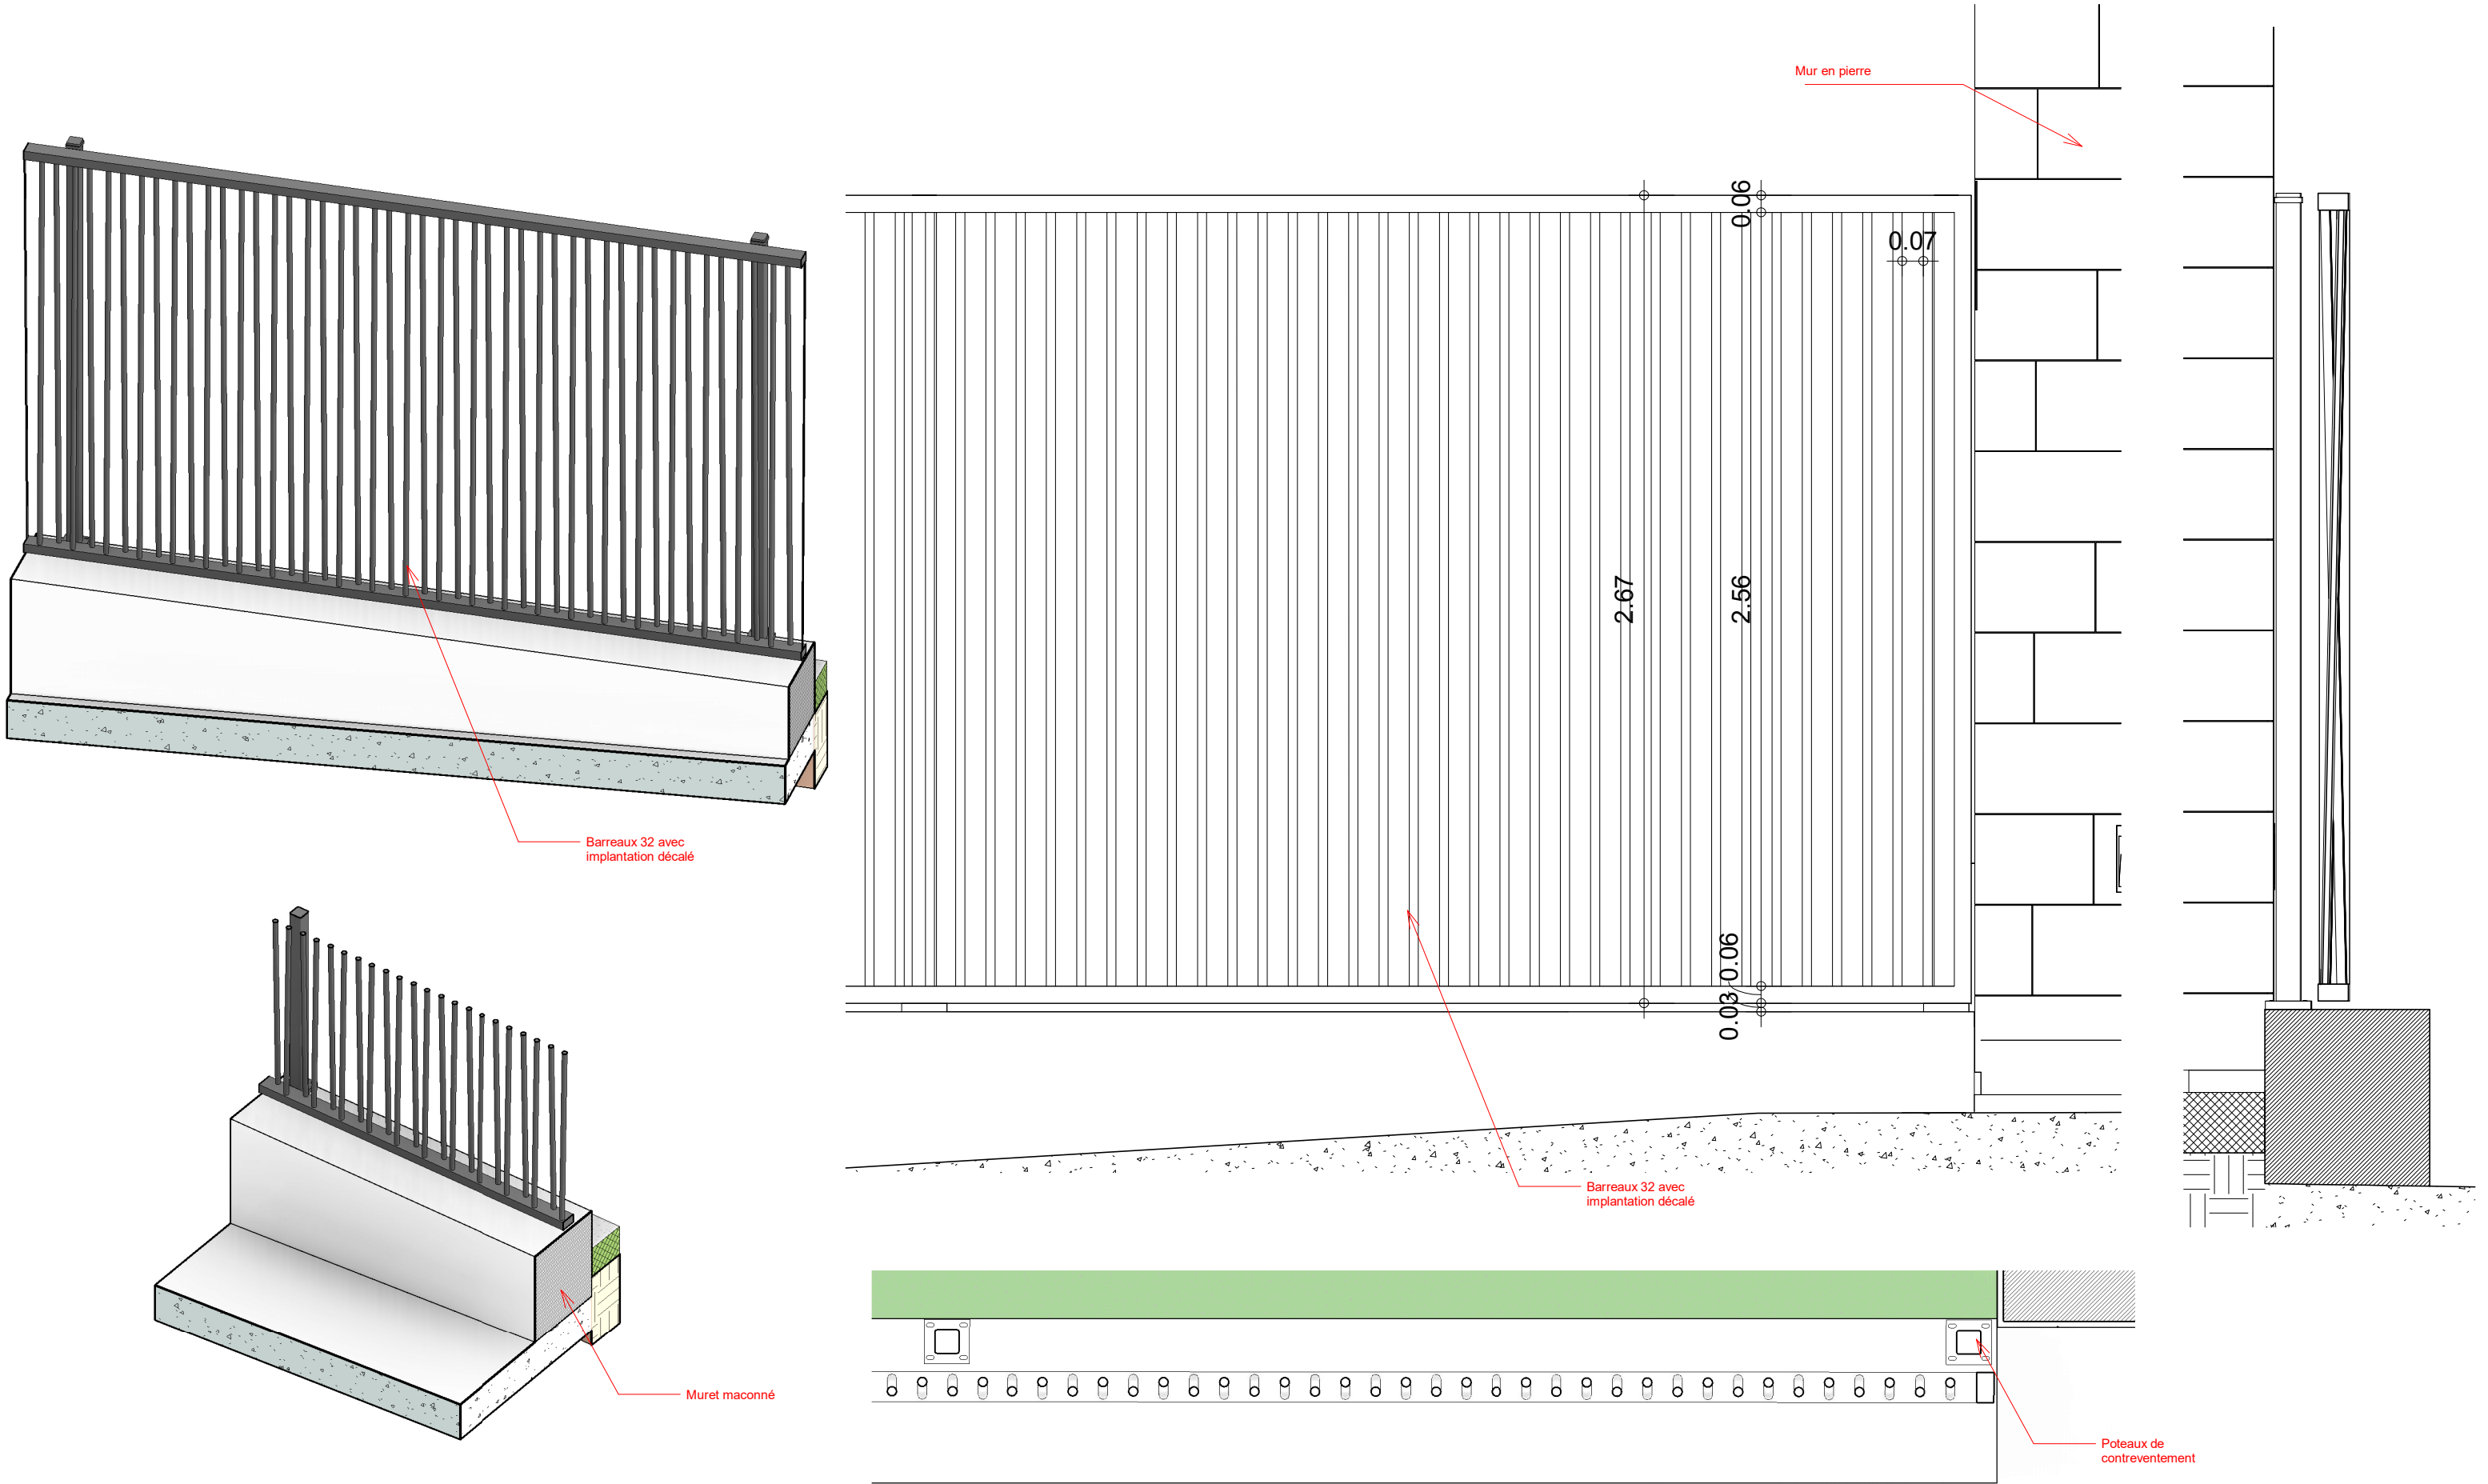 Mur en pierre
0.06
0.07
2.67
2.56
0.06
0.03
Barreaux 32 avec
implantation décalé
Barreaux 32 avec
implantation décalé
Muret maconné
Poteaux de
contreventement